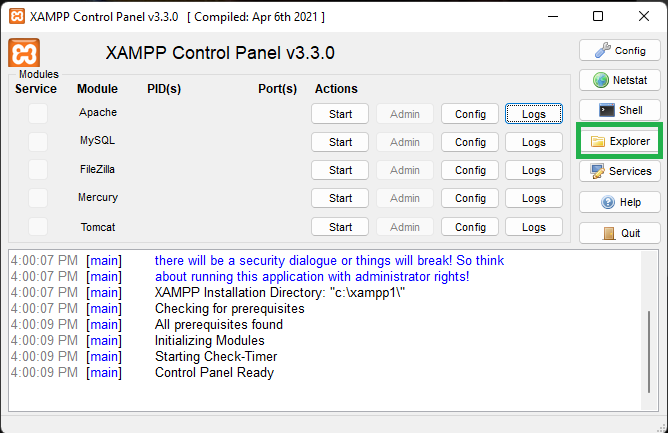 XAMPP Control Panel v3.3.0 [ Compiled: Apr 6th 2021 ]
XAMPP Control Panel v3.3.0
Config
Modules
Service Module PID(s) Port(s) Actions
Netstat
Apache Start Admin Config Logs
Shell
MySQL Start Admin Config Logs
Explorer
FileZilla Start Admin Config Logs
Services
Mercury Start Admin Config Logs
Help
Tomcat Start Admin Config Logs
Quit
4:00:07 PM [main] there will be a security dialogue or things will break! So think
4:00:07 PM [main] about running this application with administrator rights!
4:00:07 PM [main] XAMPP Installation Directory: "c:\xampp1\"
4:00:07 PM [main] Checking for prerequisites
4:00:09 PM [main] All prerequisites found
4:00:09 PM [main] Initializing Modules
4:00:09 PM [main] Starting Check-Timer
4:00:09 PM [main] Control Panel Ready